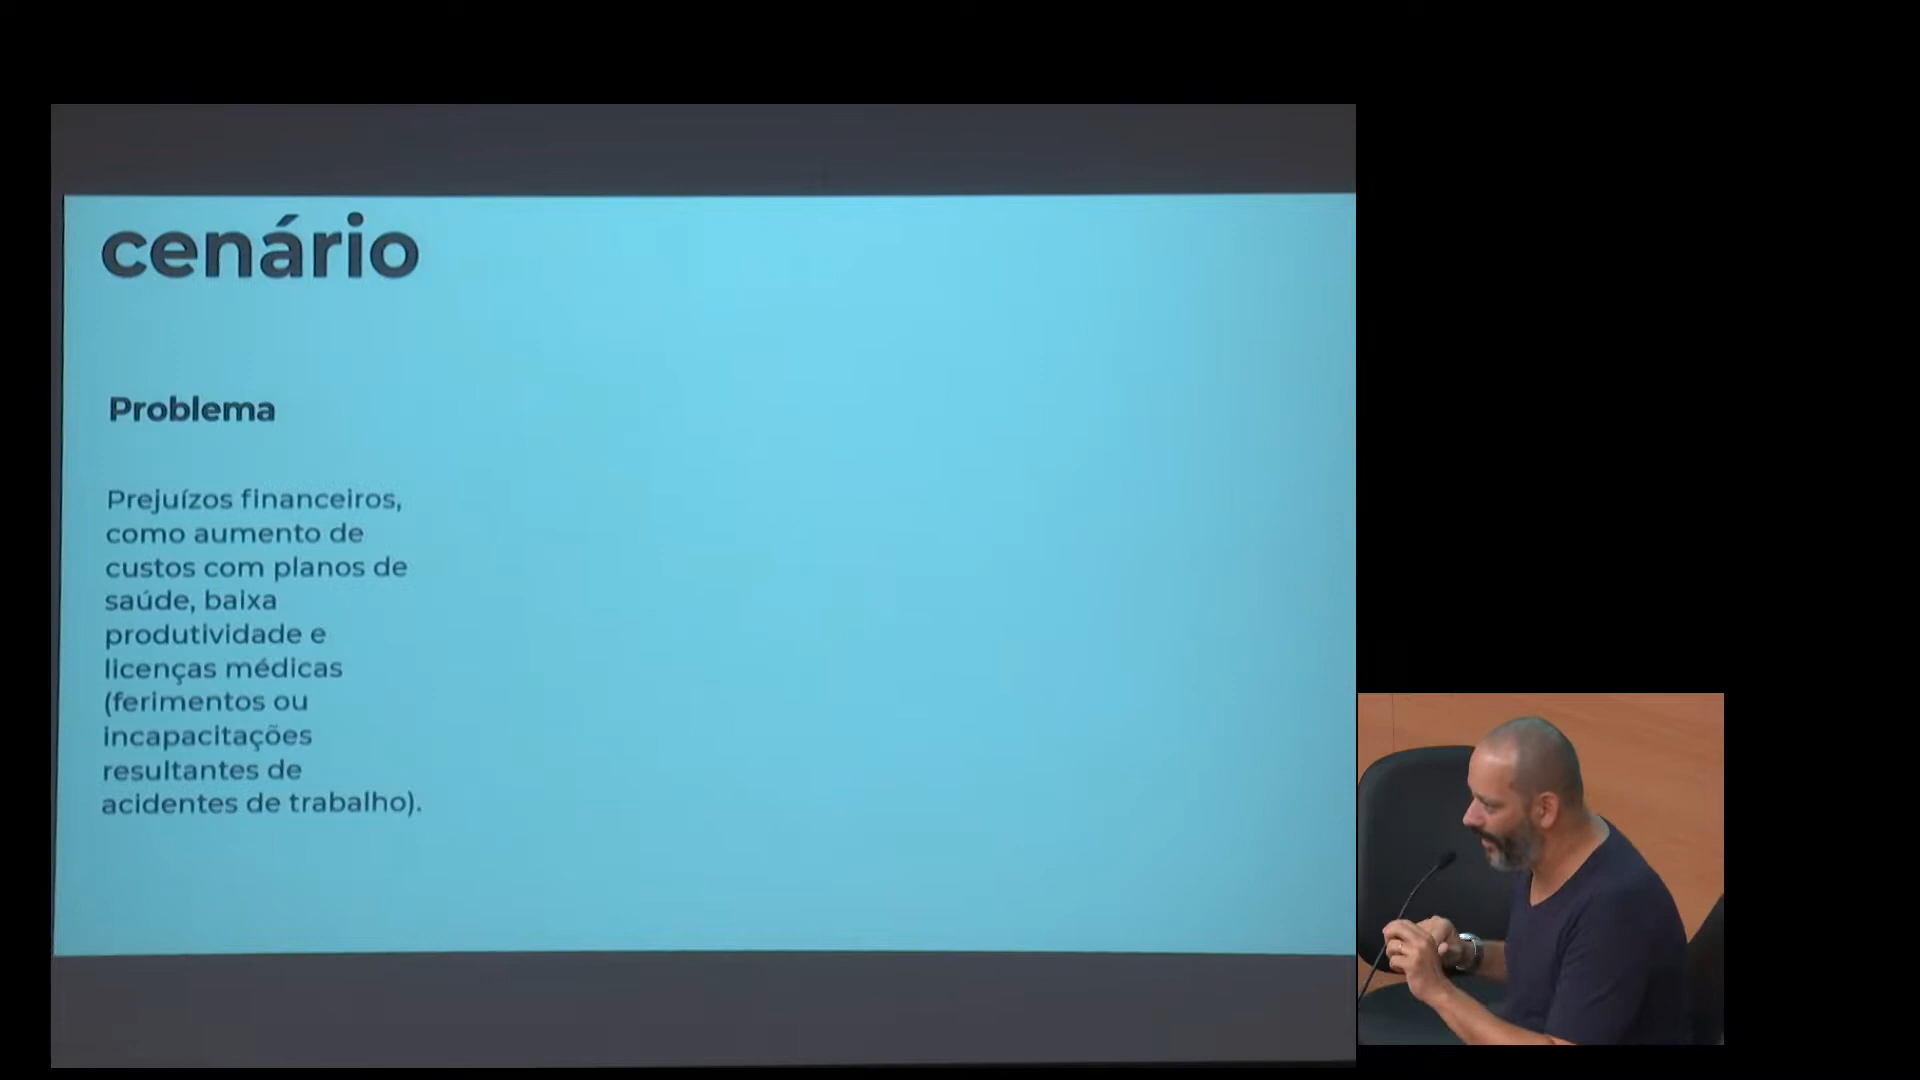 cenário
Problema
Prejuízos financeiros,
como aumento de
custos com planos de
saúde, baixa
produtividade e
licenças médicas
(ferimentos ou
incapacitações
resultantes de
acidentes de trabalho).